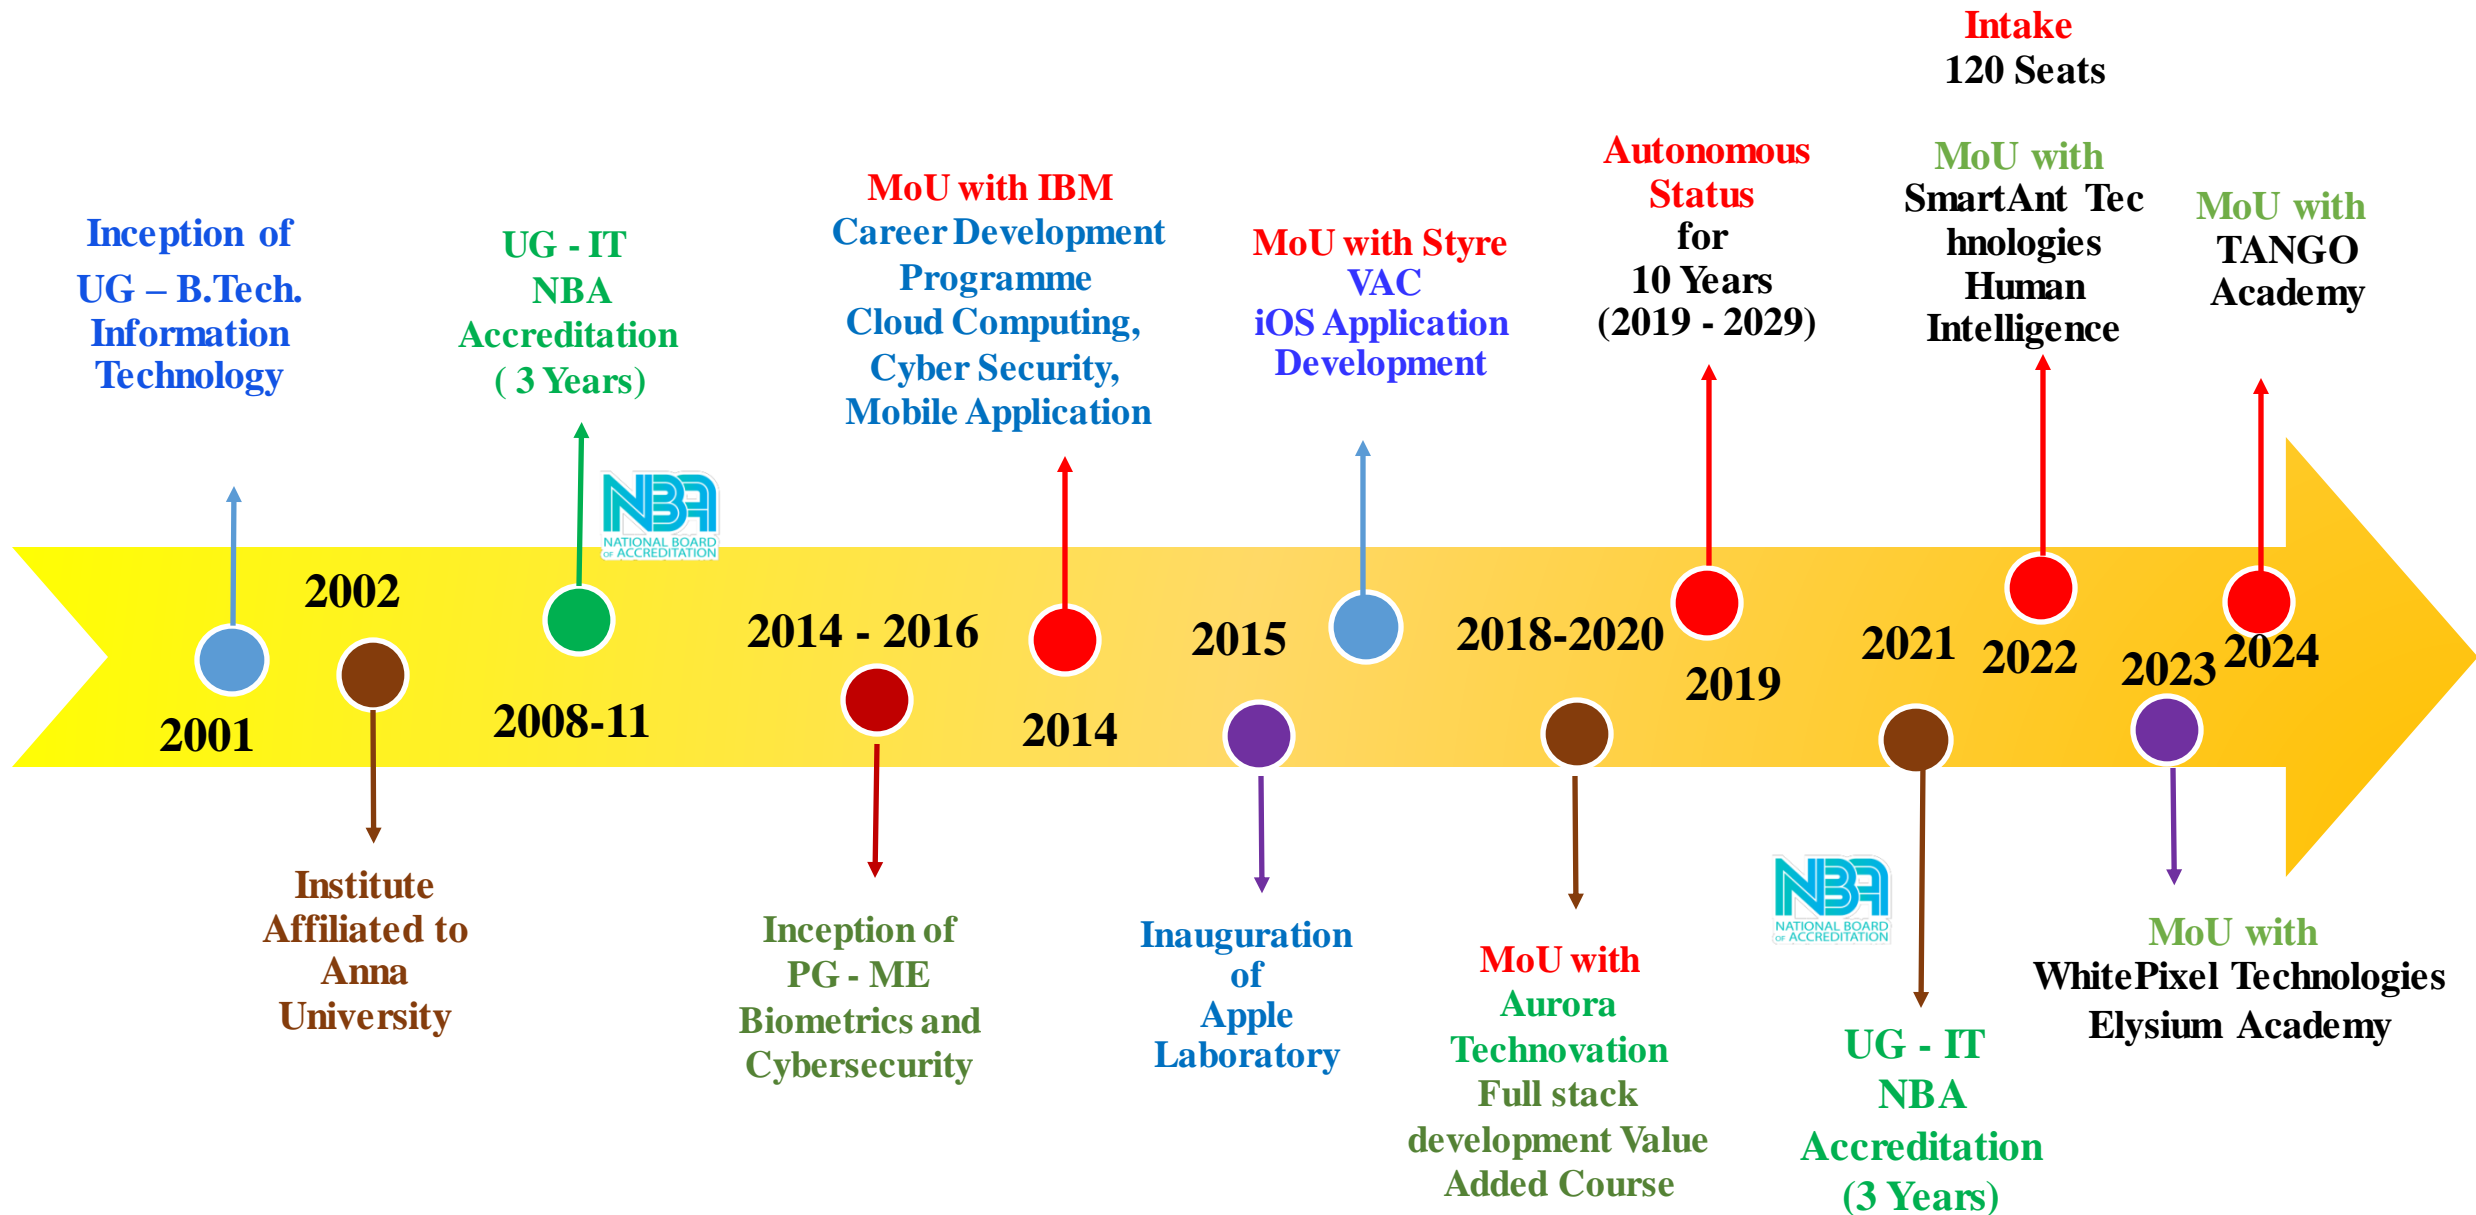 Inception of
UG – B.Tech.
Information
Technology
2001
2002
Institute
Affiliated to
Anna
University
UG - IT
NBA
Accreditation
( 3 Years)
NBA
NATIONAL BOARD
OF ACCREDITATION
2008-11
2014 - 2016
Inception of
PG - ME
Biometrics and
Cybersecurity
MoU with IBM
Career Development
Programme
Cloud Computing,
Cyber Security,
Mobile Application
2014
2015
Inauguration
of
Apple
Laboratory
MoU with Styre
VAC
iOS Application
Development
2018-2020
MoU with
Aurora
Technovation
Full stack
development Value
Added Course
Autonomous
Status
for
10 Years
(2019 - 2029)
2019
2021
NBA
NATIONAL BOARD
OF ACCREDITATION
UG - IT
NBA
Accreditation
(3 Years)
Intake
120 Seats
MoU with
SmartAnt Tec
hnologies
Human
Intelligence
2022
2023
MoU with
WhitePixel Technologies
Elysium Academy
MoU with
TANGO
Academy
2024